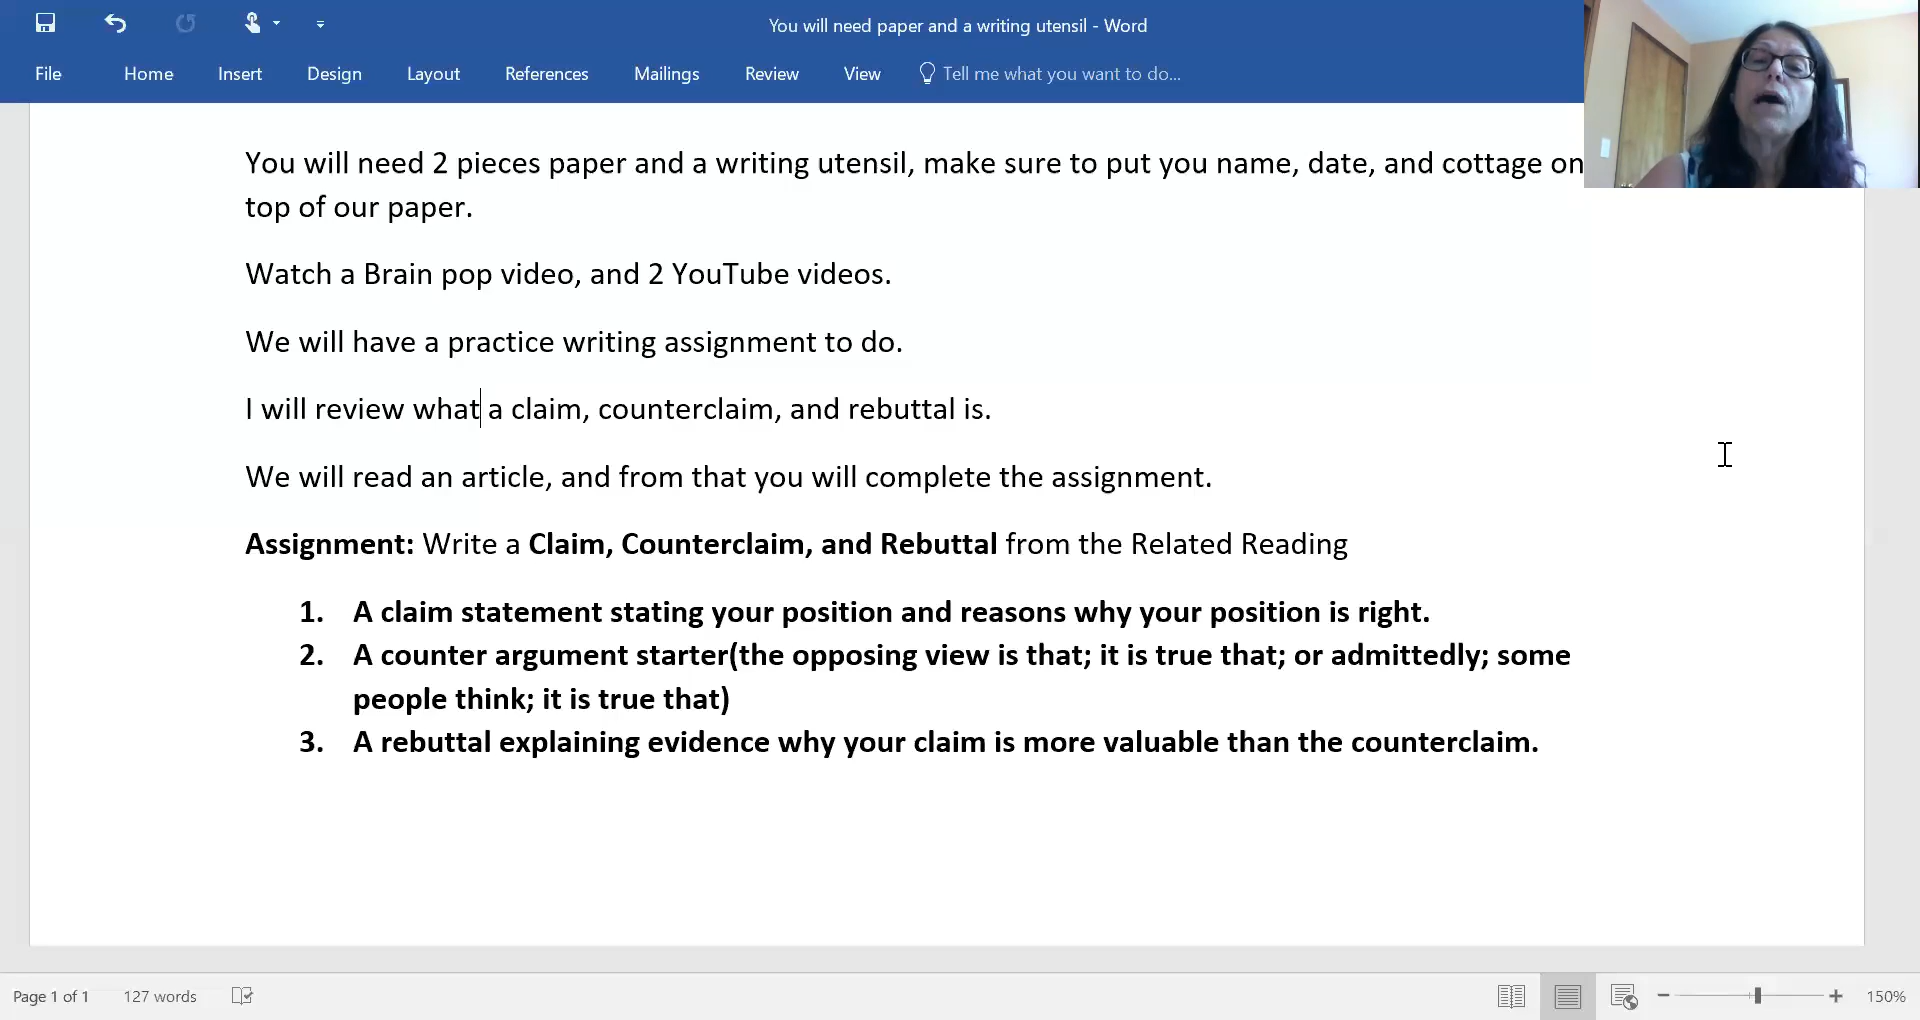 You will need paper and a writing utensil - Word
File Home Insert Design Layout References Mailings Review View Tell me what you want to do...
You will need 2 pieces paper and a writing utensil, make sure to put you name, date, and cottage on
top of our paper.
Watch a Brain pop video, and 2 YouTube videos.
We will have a practice writing assignment to do.
I will review what a claim, counterclaim, and rebuttal is.
We will read an article, and from that you will complete the assignment.
Assignment: Write a Claim, Counterclaim, and Rebuttal from the Related Reading
1. A claim statement stating your position and reasons why your position is right.
2. A counter argument starter(the opposing view is that; it is true that; or admittedly; some
people think; it is true that)
3. A rebuttal explaining evidence why your claim is more valuable than the counterclaim.
Page 1 of 1 127 words 150%